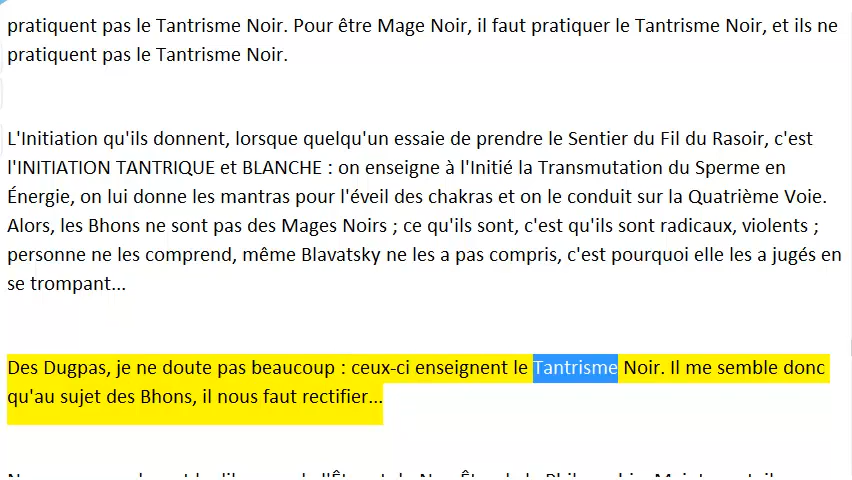 pratiquent pas le Tantrisme Noir. Pour être Mage Noir, il faut pratiquer le Tantrisme Noir, et ils ne
pratiquent pas le Tantrisme Noir.
L'Initiation qu'ils donnent, lorsque quelqu'un essaie de prendre le Sentier du Fil du Rasoir, c'est
l'INITIATION TANTRIQUE et BLANCHE : on enseigne à l'Initié la Transmutation du Sperme en
Énergie, on lui donne les mantras pour l'éveil des chakras et on le conduit sur la Quatrième Voie.
Alors, les Bhons ne sont pas des Mages Noirs ; ce qu'ils sont, c'est qu'ils sont radicaux, violents ;
personne ne les comprend, même Blavatsky ne les a pas compris, c'est pourquoi elle les a jugés en
se trompant...
Des Dugpas, je ne doute pas beaucoup : ceux-ci enseignent le Tantrisme Noir. Il me semble donc
qu'au sujet des Bhons, il nous faut rectifier...